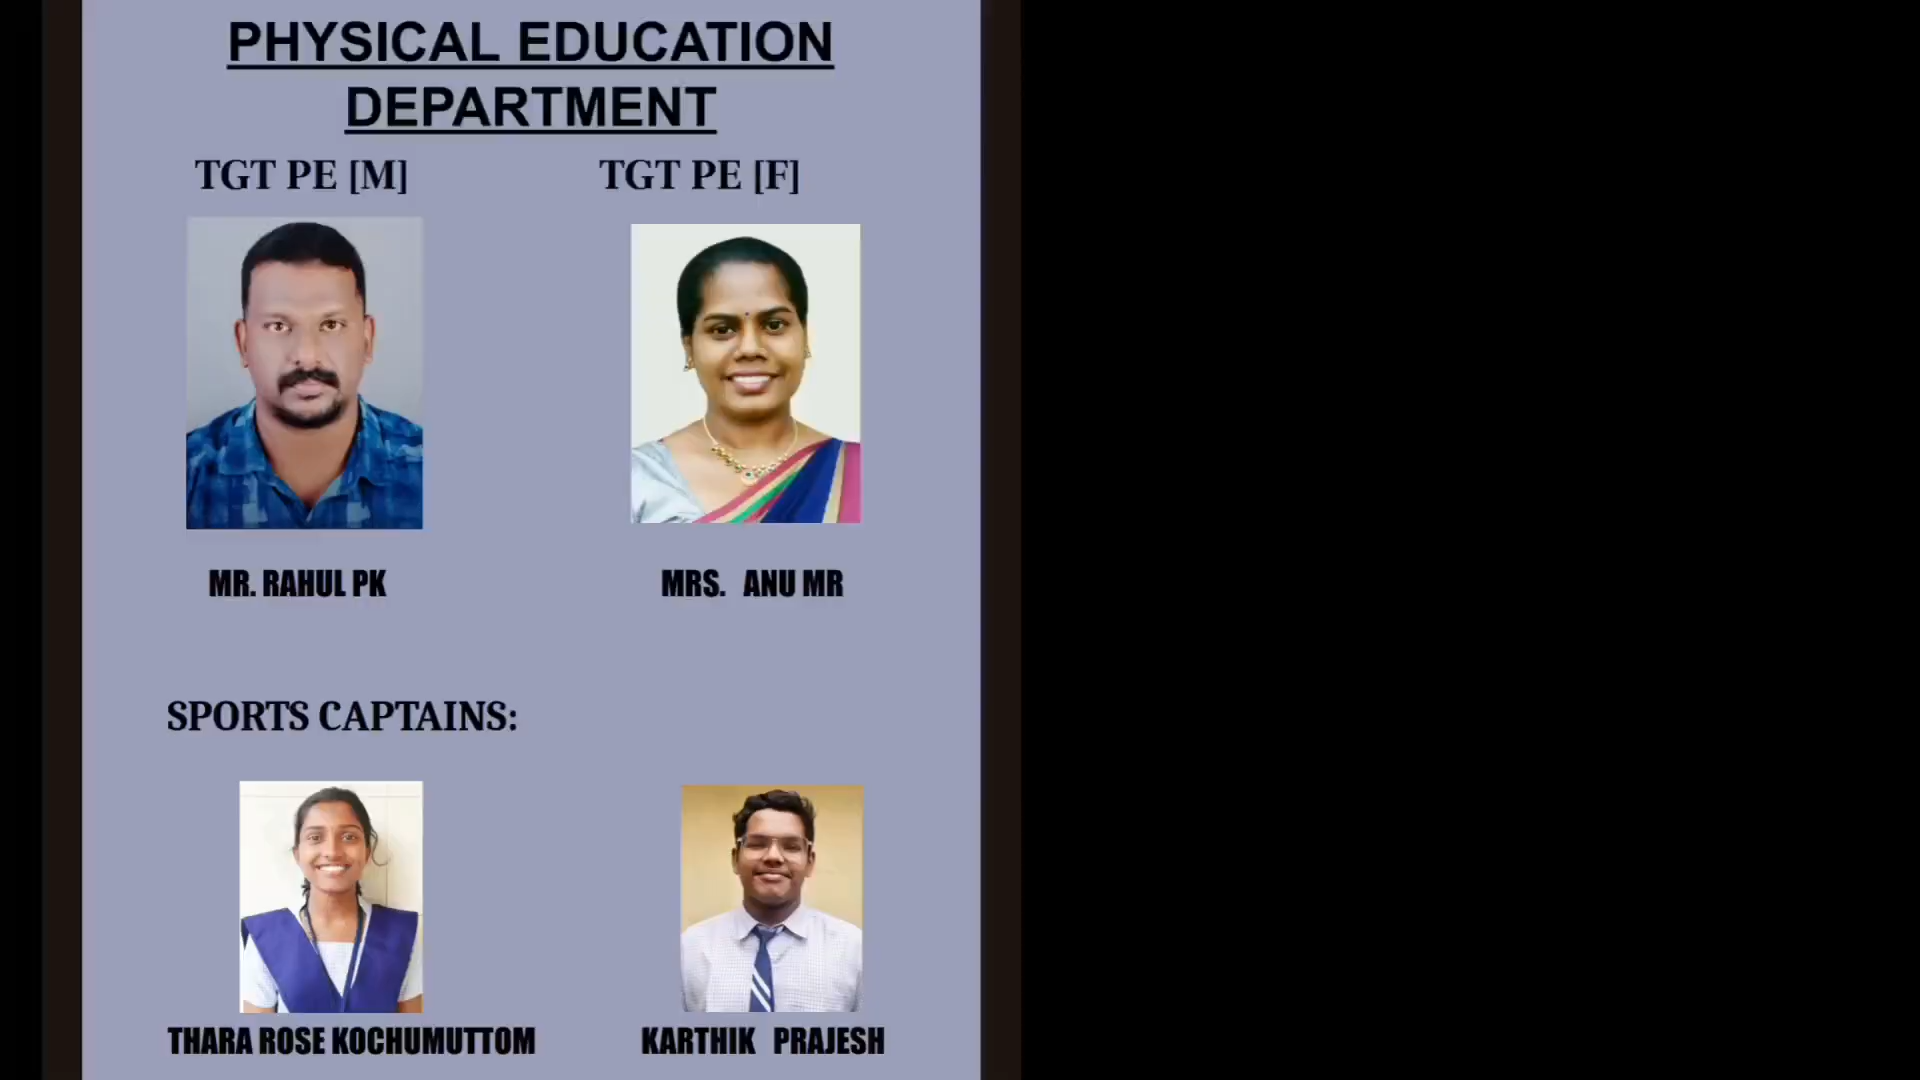 PHYSICAL EDUCATION
DEPARTMENT
TGT PE [M] TGT PE [F]
MR. RAHUL PK MRS. ANU MR
SPORTS CAPTAINS:
THARA ROSE KOCHUMUTTOM KARTHIK PRAJESH